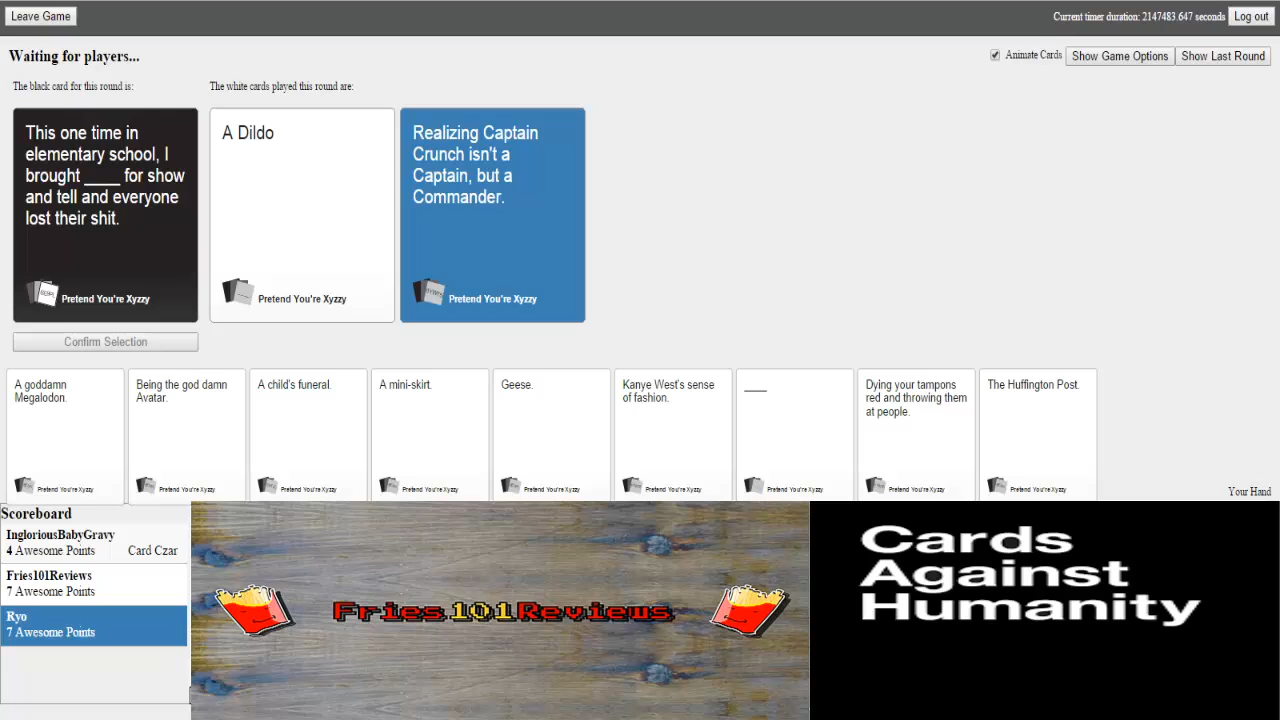 Leave Game
Current timer duration: 2147483.647 seconds
Log out
Waiting for players...
Animate Cards
Show Game Options
Show Last Round
The black card for this round is:
The white cards played this round are:
This one time in
elementary school, I
brought ____ for show
and tell and everyone
lost their shit.
Pretend You're Xyzzy
A Dildo
Pretend You're Xyzzy
Realizing Captain
Crunch isn't a
Captain, but a
Commander.
Pretend You're Xyzzy
Confirm Selection
A goddamn
Megalodon.
Pretend You're Xyzzy
Being the god damn
Avatar.
Pretend You're Xyzzy
A child's funeral.
Pretend You're Xyzzy
A mini-skirt.
Pretend You're Xyzzy
Geese.
Pretend You're Xyzzy
Kanye West's sense
of fashion.
Pretend You're Xyzzy
____
Pretend You're Xyzzy
Dying your tampons
red and throwing them
at people.
Pretend You're Xyzzy
The Huffington Post.
Pretend You're Xyzzy
Your Hand
Scoreboard
IngloriousBabyGravy
4 Awesome Points Card Czar
Fries101Reviews
7 Awesome Points
Ryo
7 Awesome Points
Fries101Reviews
Cards
Against
Humanity